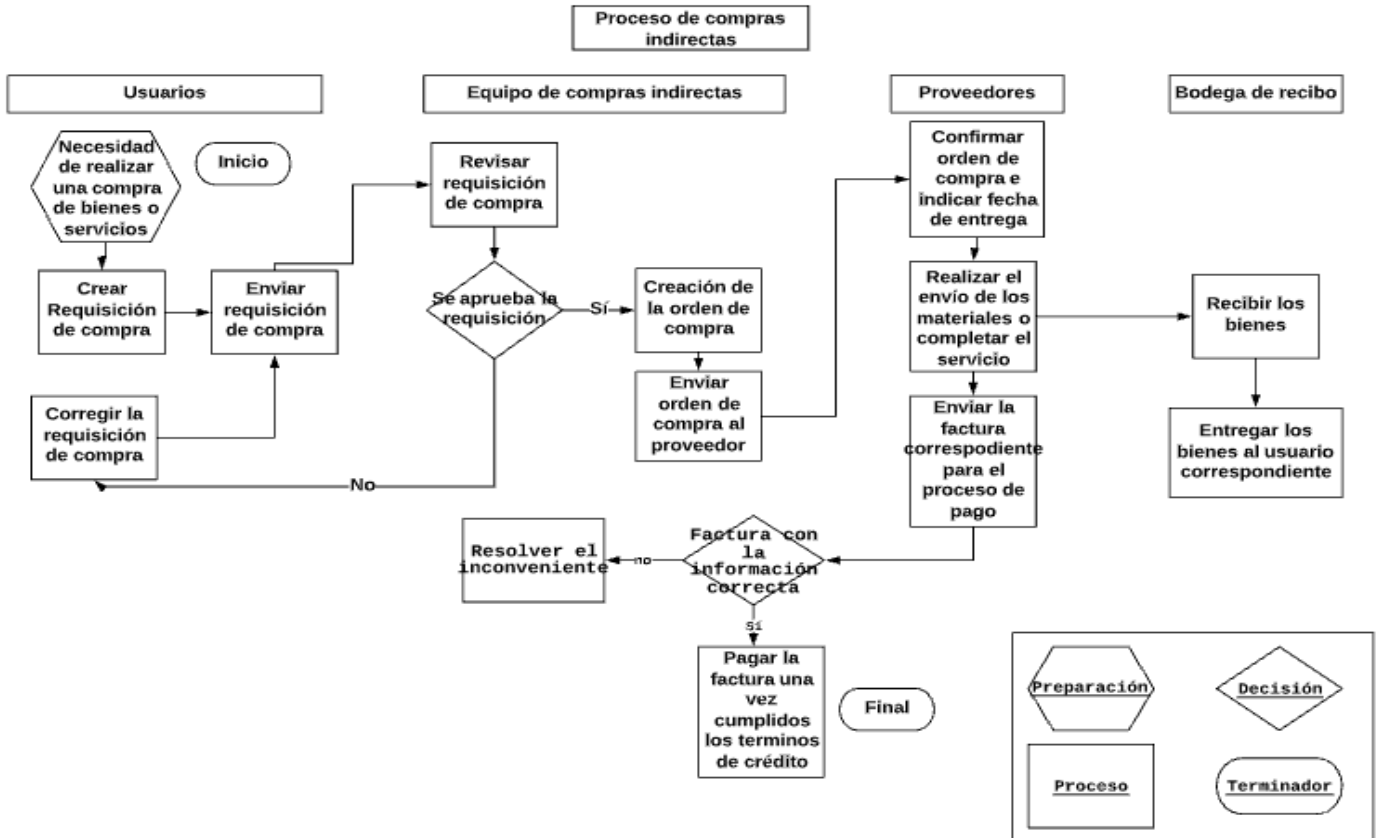 Proceso de compras
indirectas
Usuarios
Equipo de compras indirectas
Proveedores
Bodega de recibo
Necesidad
de realizar
una compra
de bienes o
servicios
Inicio
Crear
Requisición
de compra
Enviar
requisición
de compra
Corregir la
requisición
de compra
Revisar
requisición
de compra
Se aprueba la
requisición
Sí
No
Creación de
la orden de
compra
Enviar
orden de
compra al
proveedor
Confirmar
orden de
compra e
indicar fecha
de entrega
Realizar el
envío de los
materiales o
completar el
servicio
Enviar la
factura
correspodiente
para el
proceso de
pago
Recibir los
bienes
Entregar los
bienes al usuario
correspondiente
Factura con
la
información
correcta
no
Resolver el
inconveniente
sí
Pagar la
factura una
vez
cumplidos
los terminos
de crédito
Final
Preparación
Decisión
Proceso
Terminador